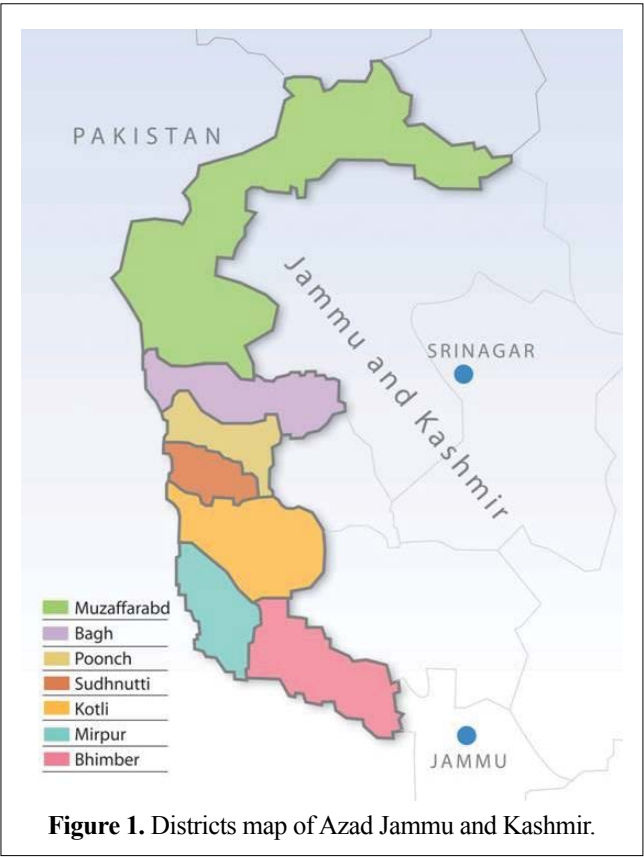 PAKISTAN
Jammu and Kashmir
SRINAGAR
Muzaffarabd
Bagh
Poonch
Sudhnutti
Kotli
Mirpur
Bhimber
JAMMU
Figure 1. Districts map of Azad Jammu and Kashmir.